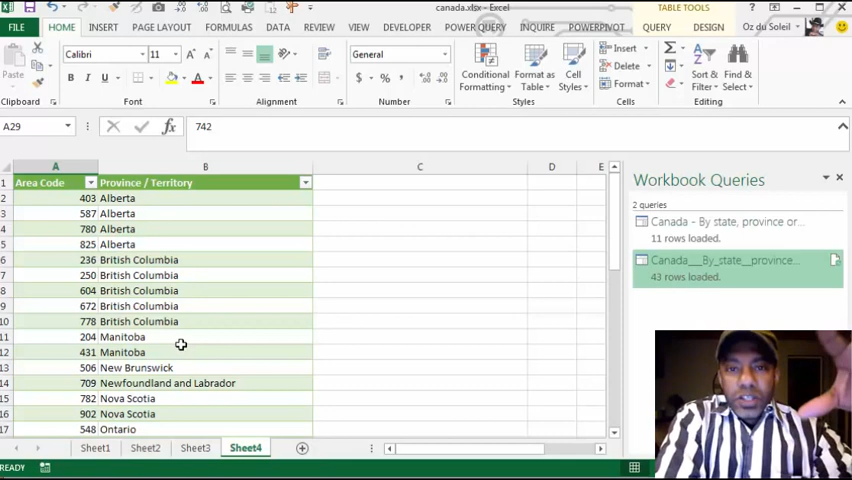 canada.xlsx - Excel
TABLE TOOLS
FILE HOME INSERT PAGE LAYOUT FORMULAS DATA REVIEW VIEW DEVELOPER POWER QUERY INQUIRE POWERPIVOT QUERY DESIGN Oz du Soleil
Paste
Calibri 11
B I U
General
$ % ,
Conditional Formatting
Format as Table
Cell Styles
Insert
Delete
Format
Sort & Filter
Find & Select
Clipboard Font Alignment Number Styles Cells Editing
A29 fx 742
A B C D E
1 Area Code Province / Territory
2 403 Alberta
3 587 Alberta
4 780 Alberta
5 825 Alberta
6 236 British Columbia
7 250 British Columbia
8 604 British Columbia
9 672 British Columbia
10 778 British Columbia
11 204 Manitoba
12 431 Manitoba
13 506 New Brunswick
14 709 Newfoundland and Labrador
15 782 Nova Scotia
16 902 Nova Scotia
17 548 Ontario
Workbook Queries
2 queries
Canada - By state, province or...
11 rows loaded.
Canada___By_state__province...
43 rows loaded.
Sheet1 Sheet2 Sheet3 Sheet4
READY